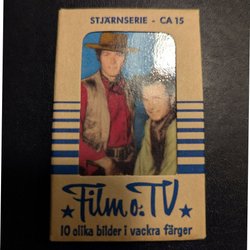 STJÄRNSERIE - CA 15
Film o. TV
10 olika bilder i vackra färger